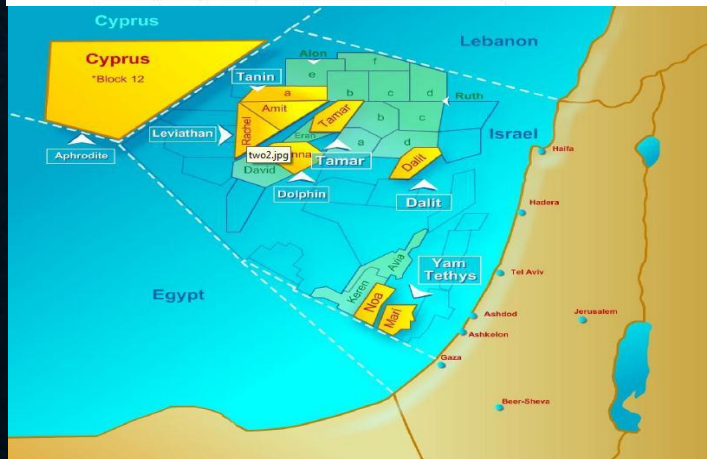 Cyprus
Lebanon
Cyprus
"Block 12
Alon
f
e
Tanin
a
b
c
d
Ruth
Amit
Tamar
b
c
Israel
Leviathan
Rachel
Eran
a
d
Haifa
Aphrodite
two2.jpg
nna
Tamar
Dalit
David
Dolphin
Dalit
Hadera
Avia
Yam
Tethys
Tel Aviv
Egypt
Keren
Noa
Mari
Ashdod
Jerusalem
Ashkelon
Gaza
Beer-Sheva